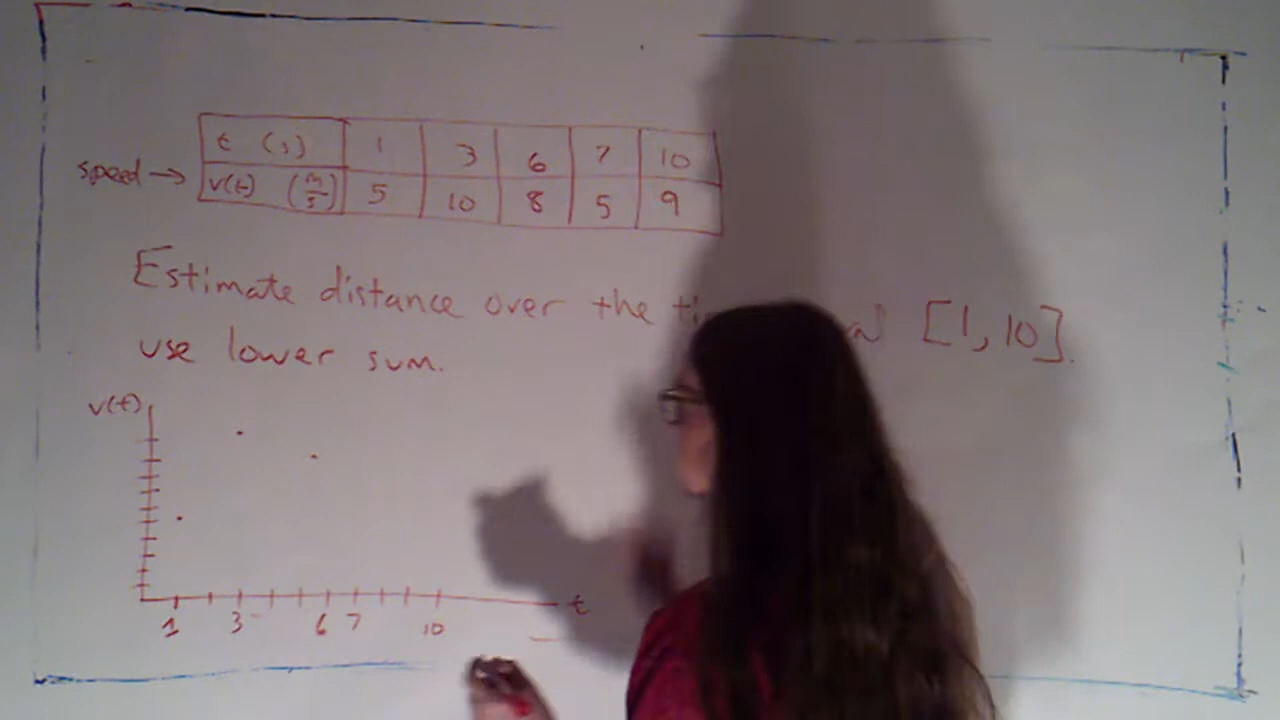 t (s) 1 3 6 7 10
speed → v(t) (m/s) 5 10 8 5 9
Estimate distance over the [1,10].
use lower sum.
v(t)
t
1 3 6 7 10